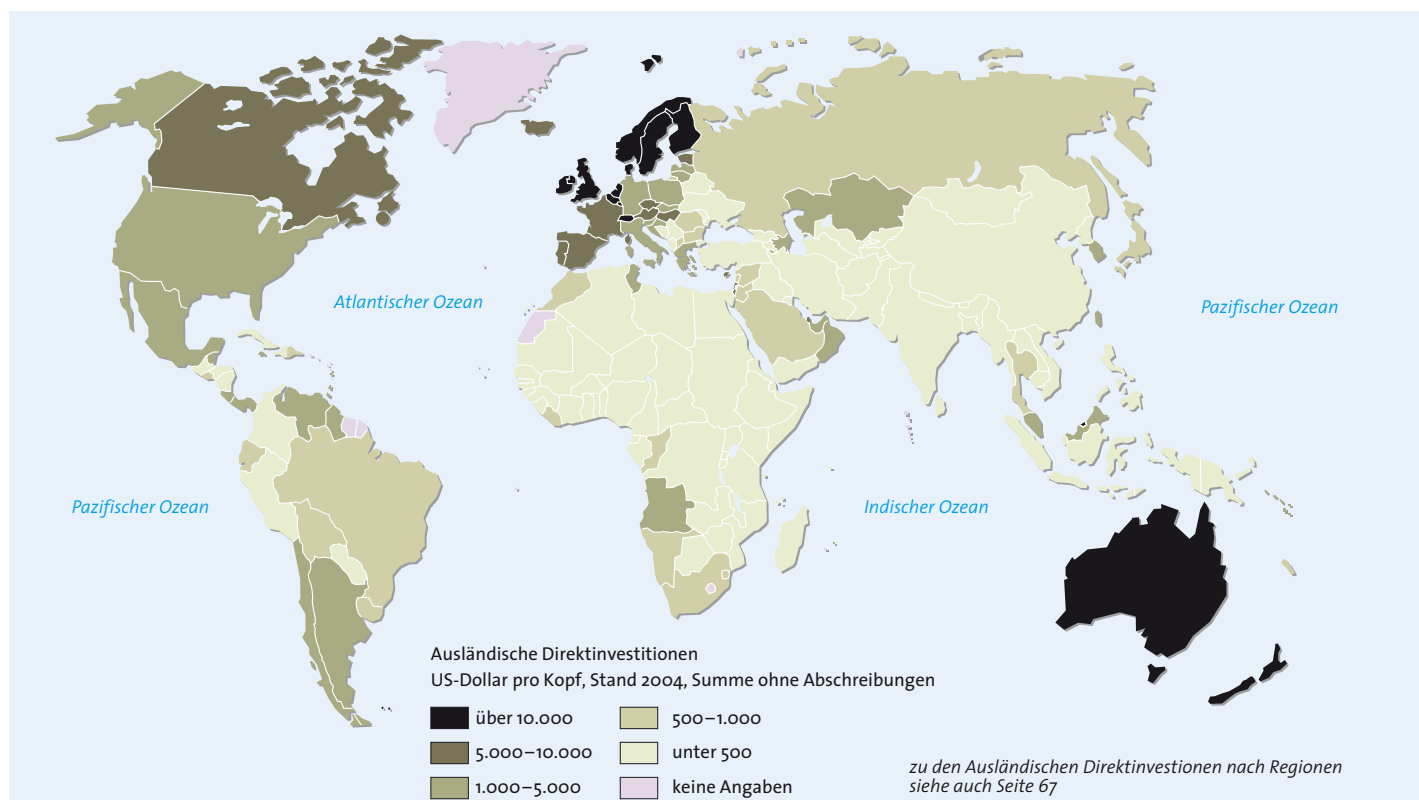 Atlantischer Ozean
Pazifischer Ozean
Pazifischer Ozean
Indischer Ozean
Ausländische Direktinvestitionen
US-Dollar pro Kopf, Stand 2004, Summe ohne Abschreibungen
über 10.000
500–1.000
5.000–10.000
unter 500
1.000–5.000
keine Angaben
zu den Ausländischen Direktinvestionen nach Regionen
siehe auch Seite 67